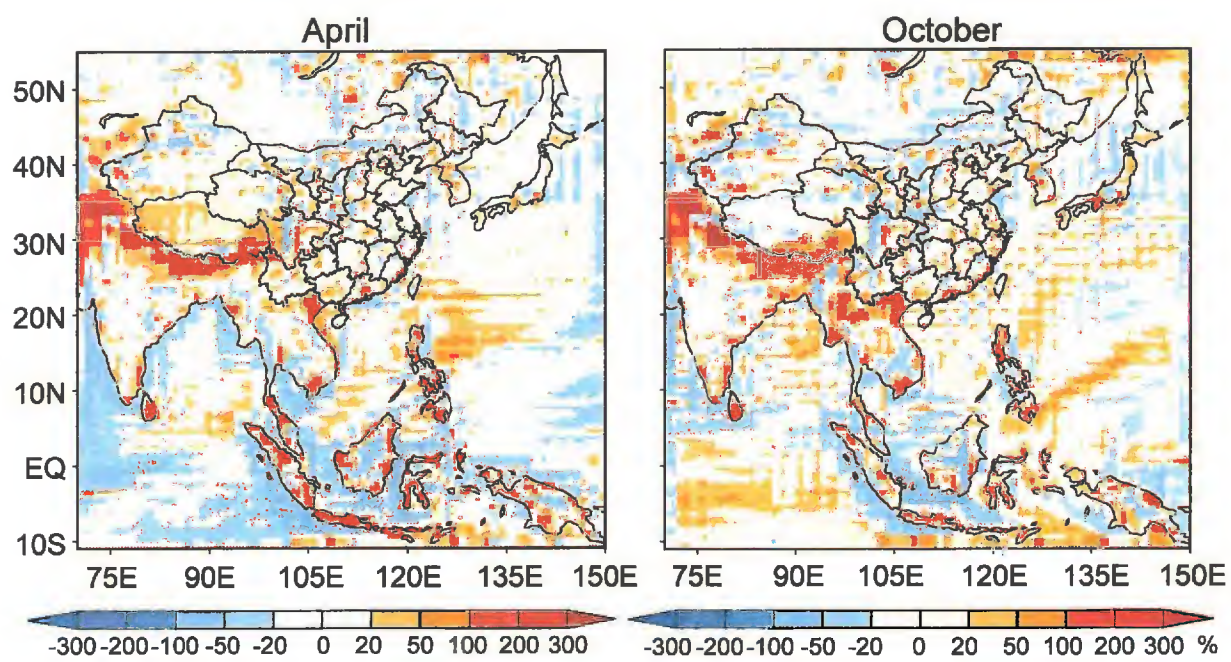 April
October
50N
40N
30N
20N
10N
EQ
10S
75E 90E 105E 120E 135E 150E
75E 90E 105E 120E 135E 150E
-300 -200 -100 -50 -20 0 20 50 100 200 300
-300 -200 -100 -50 -20 0 20 50 100 200 300 %